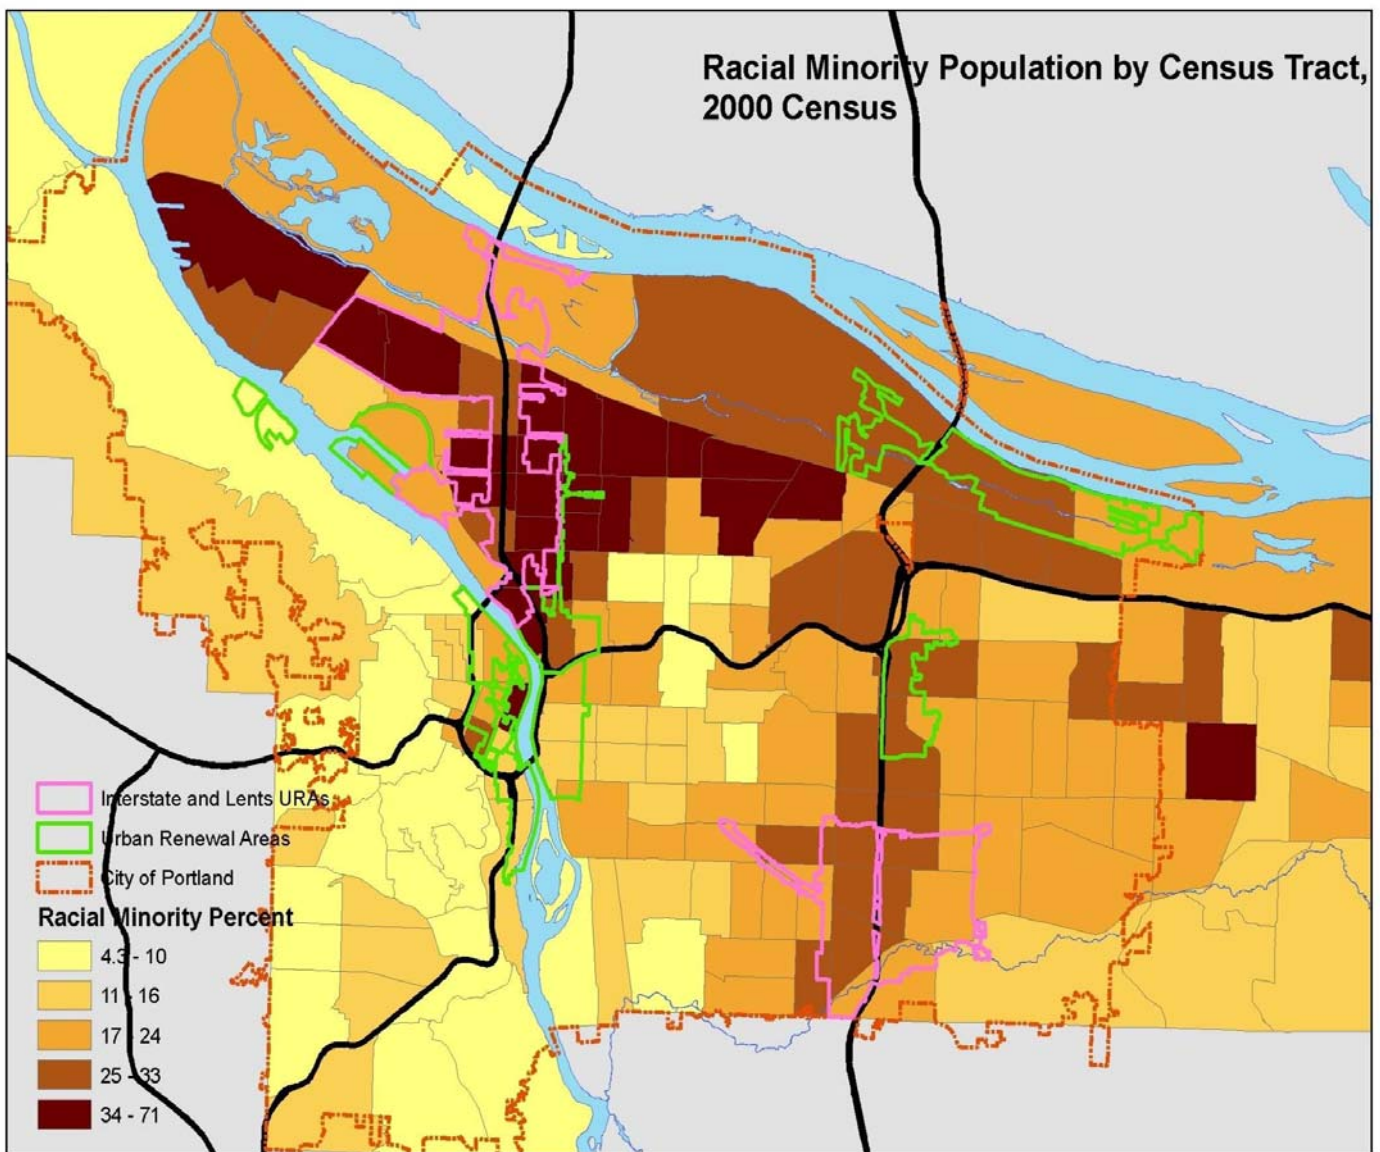 Racial Minority Population by Census Tract,
2000 Census
Interstate and Lents URAs
Urban Renewal Areas
City of Portland
Racial Minority Percent
4.3 - 10
11 - 16
17 - 24
25 - 33
34 - 71